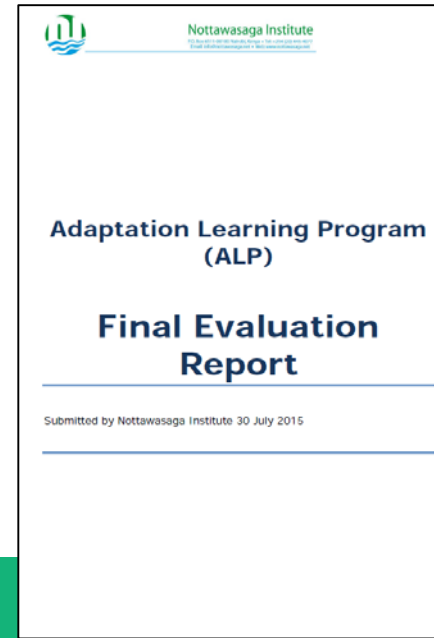 Nottawasaga Institute
Adaptation Learning Program
(ALP)
Final Evaluation
Report
Submitted by Nottawasaga Institute 30 July 2015